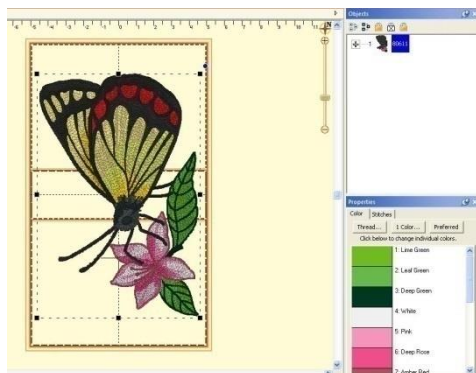 Objects
80611
Properties
Color Stitches
Thread... 1 Color... Preferred
Click below to change individual colors.
1: Lime Green
2: Leaf Green
3: Deep Green
4: White
5: Pink
6: Deep Rose
7: Amber Red